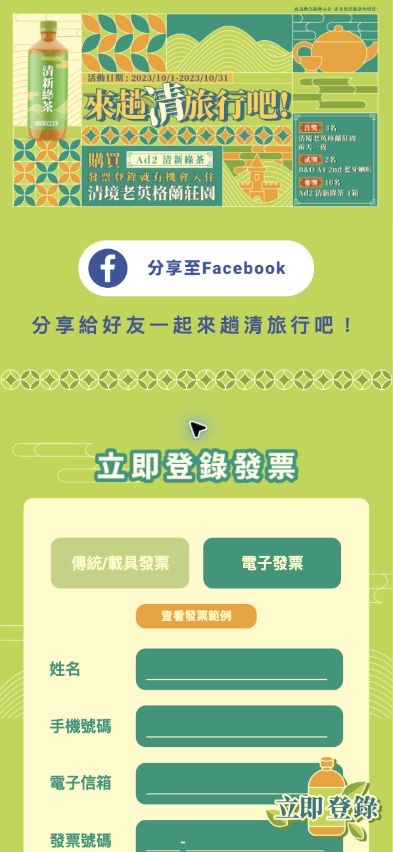 清新綠茶
活動日期：2023/10/1-2023/10/31
來趟清旅行吧!
購買 Ad2 清新綠茶
發票登錄就有機會入住
清境老英格蘭莊園
首獎 3名
清境老英格蘭莊園
兩天一夜
貳獎 2名
B&O A1 2nd 藍牙喇叭
參獎 10名
Ad2 清新綠茶 1箱
分享至Facebook
分享給好友一起來趟清旅行吧！
立即登錄發票
傳統/載具發票
電子發票
查看發票範例
姓名
手機號碼
電子信箱
立即登錄
發票號碼
-